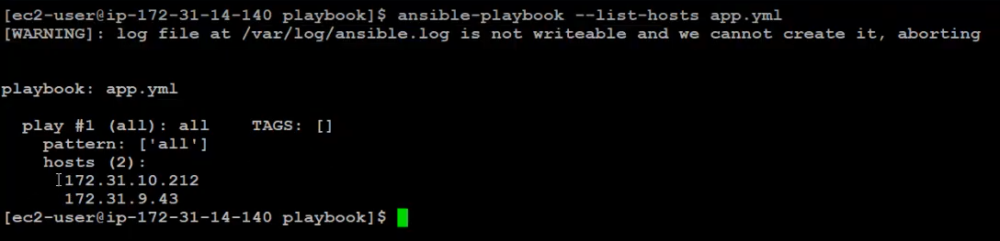 [ec2-user@ip-172-31-14-140 playbook]$ ansible-playbook --list-hosts app.yml
[WARNING]: log file at /var/log/ansible.log is not writeable and we cannot create it, aborting
playbook: app.yml
play #1 (all): all    TAGS: []
pattern: ['all']
hosts (2):
172.31.10.212
172.31.9.43
[ec2-user@ip-172-31-14-140 playbook]$